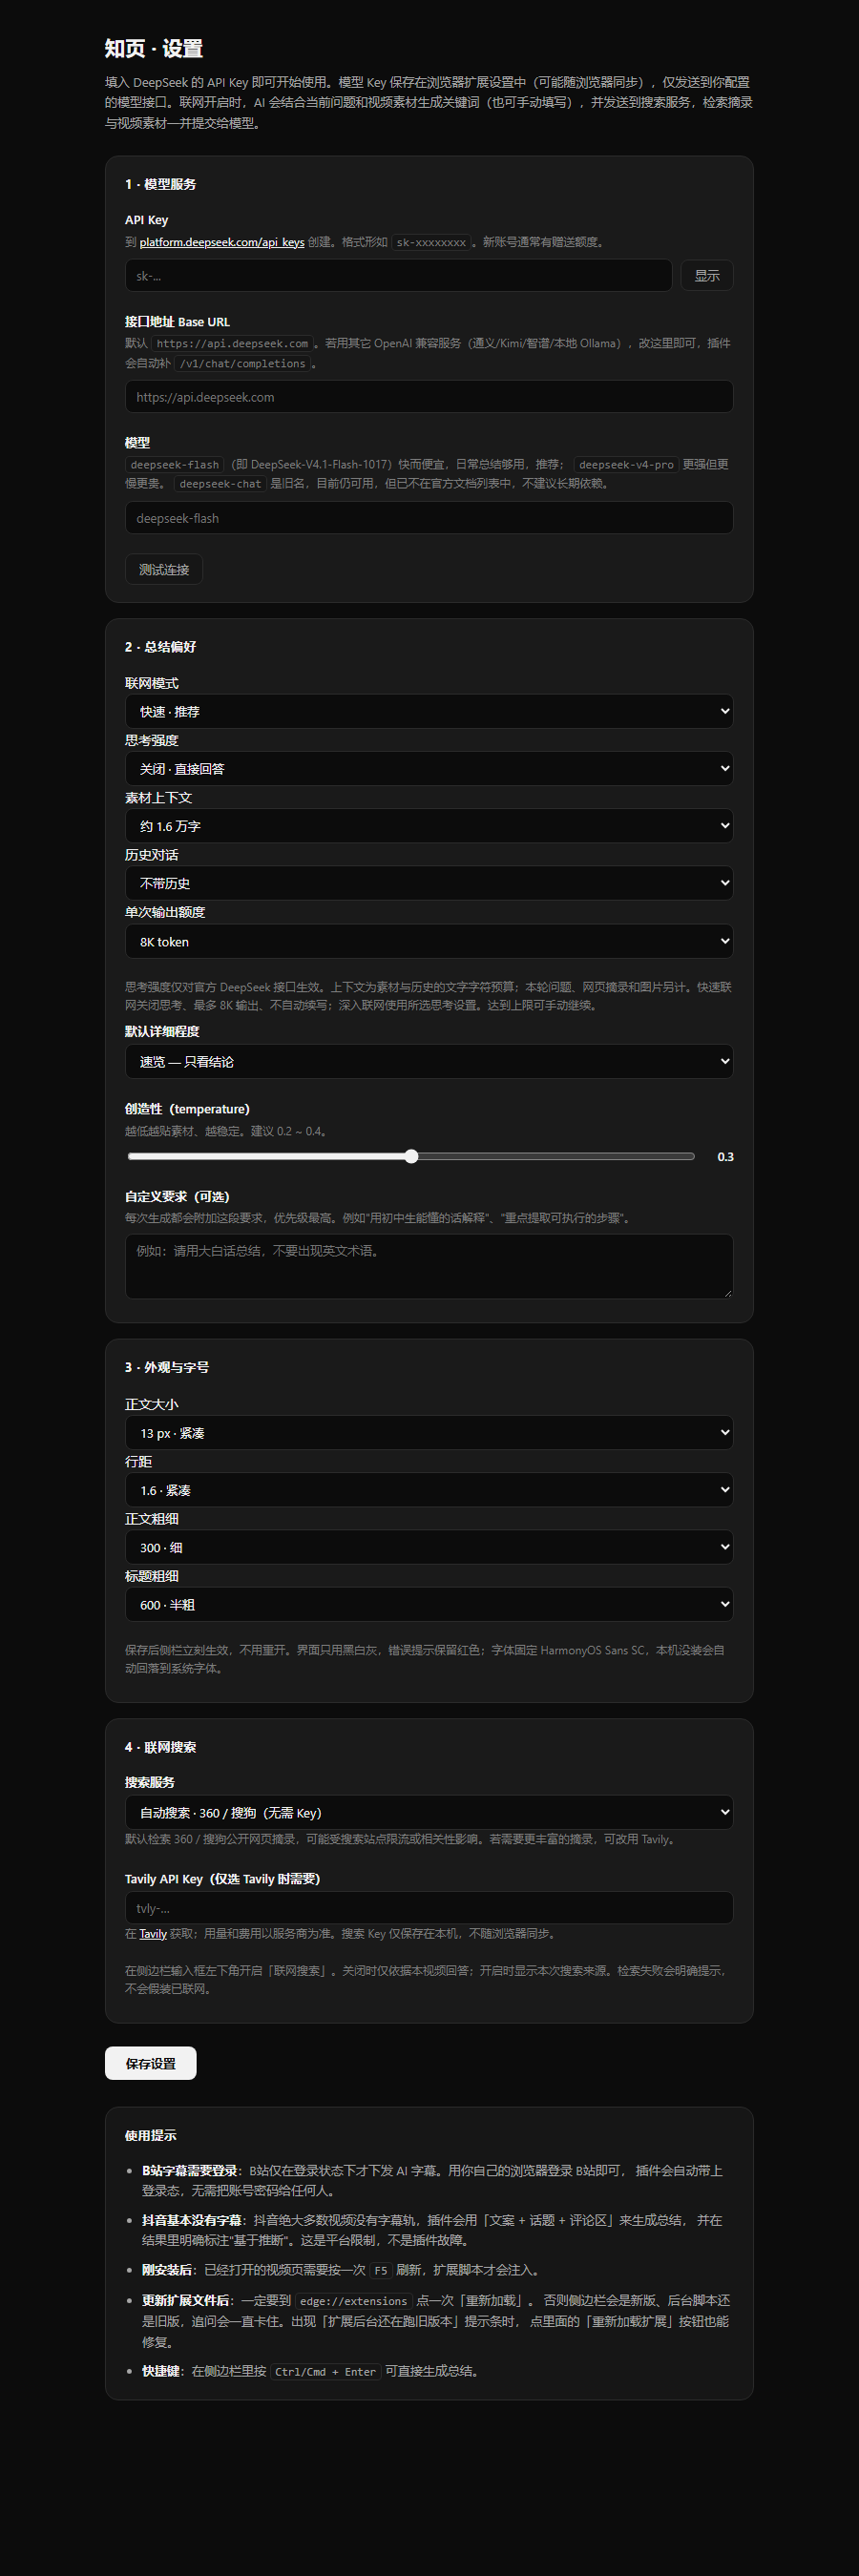 知页 · 设置
填入 DeepSeek 的 API Key 即可开始使用。模型 Key 保存在浏览器扩展设置中（可能随浏览器同步），仅发送到你配置
的模型接口。联网开启时，AI 会结合当前问题和视频素材生成关键词（也可手动填写），并发送到搜索服务，检索摘录
与视频素材一并提交给模型。
1 · 模型服务
API Key
到 platform.deepseek.com/api_keys 创建。格式形如 sk-xxxxxxxx 。新账号通常有赠送额度。
sk-...
显示
接口地址 Base URL
默认 https://api.deepseek.com 。若用其它 OpenAI 兼容服务（通义/Kimi/智谱/本地 Ollama），改这里即可，插件
会自动补 /v1/chat/completions 。
https://api.deepseek.com
模型
deepseek-flash （即 DeepSeek-V4.1-Flash-1017）快而便宜，日常总结够用，推荐； deepseek-v4-pro 更强但更
慢更贵。 deepseek-chat 是旧名，目前仍可用，但已不在官方文档列表中，不建议长期依赖。
deepseek-flash
测试连接
2 · 总结偏好
联网模式
快速 · 推荐
思考强度
关闭 · 直接回答
素材上下文
约 1.6 万字
历史对话
不带历史
单次输出额度
8K token
思考强度仅对官方 DeepSeek 接口生效。上下文为素材与历史的文字字符预算；本轮问题、网页摘录和图片另计。快速联
网关闭思考、最多 8K 输出、不自动续写；深入联网使用所选思考设置。达到上限可手动继续。
默认详细程度
速览 — 只看结论
创造性（temperature）
越低越贴素材、越稳定。建议 0.2 ~ 0.4。
0.3
自定义要求（可选）
每次生成都会附加这段要求，优先级最高。例如"用初中生能懂的话解释"、"重点提取可执行的步骤"。
例如：请用大白话总结，不要出现英文术语。
3 · 外观与字号
正文大小
13 px · 紧凑
行距
1.6 · 紧凑
正文粗细
300 · 细
标题粗细
600 · 半粗
保存后侧栏立刻生效，不用重开。界面只用黑白灰，错误提示保留红色；字体固定 HarmonyOS Sans SC，本机没装会自
动回落到系统字体。
4 · 联网搜索
搜索服务
自动搜索 · 360 / 搜狗（无需 Key）
默认检索 360 / 搜狗公开网页摘录，可能受搜索站点限流或相关性影响。若需要更丰富的摘录，可改用 Tavily。
Tavily API Key（仅选 Tavily 时需要）
tvly-...
在 Tavily 获取；用量和费用以服务商为准。搜索 Key 仅保存在本机，不随浏览器同步。
在侧边栏输入框左下角开启「联网搜索」。关闭时仅依据本视频回答；开启时显示本次搜索来源。检索失败会明确提示，
不会假装已联网。
保存设置
使用提示
B站字幕需要登录：B站仅在登录状态下才下发 AI 字幕。用你自己的浏览器登录 B站即可， 插件会自动带上
登录态，无需把账号密码给任何人。
抖音基本没有字幕：抖音绝大多数视频没有字幕轨，插件会用「文案 + 话题 + 评论区」来生成总结， 并在
结果里明确标注"基于推断"。这是平台限制，不是插件故障。
刚安装后：已经打开的视频页需要按一次 F5 刷新，扩展脚本才会注入。
更新扩展文件后：一定要到 edge://extensions 点一次「重新加载」。 否则侧边栏会是新版、后台脚本还
是旧版，追问会一直卡住。出现「扩展后台还在跑旧版本」提示条时， 点里面的「重新加载扩展」按钮也能
修复。
快捷键：在侧边栏里按 Ctrl/Cmd + Enter 可直接生成总结。